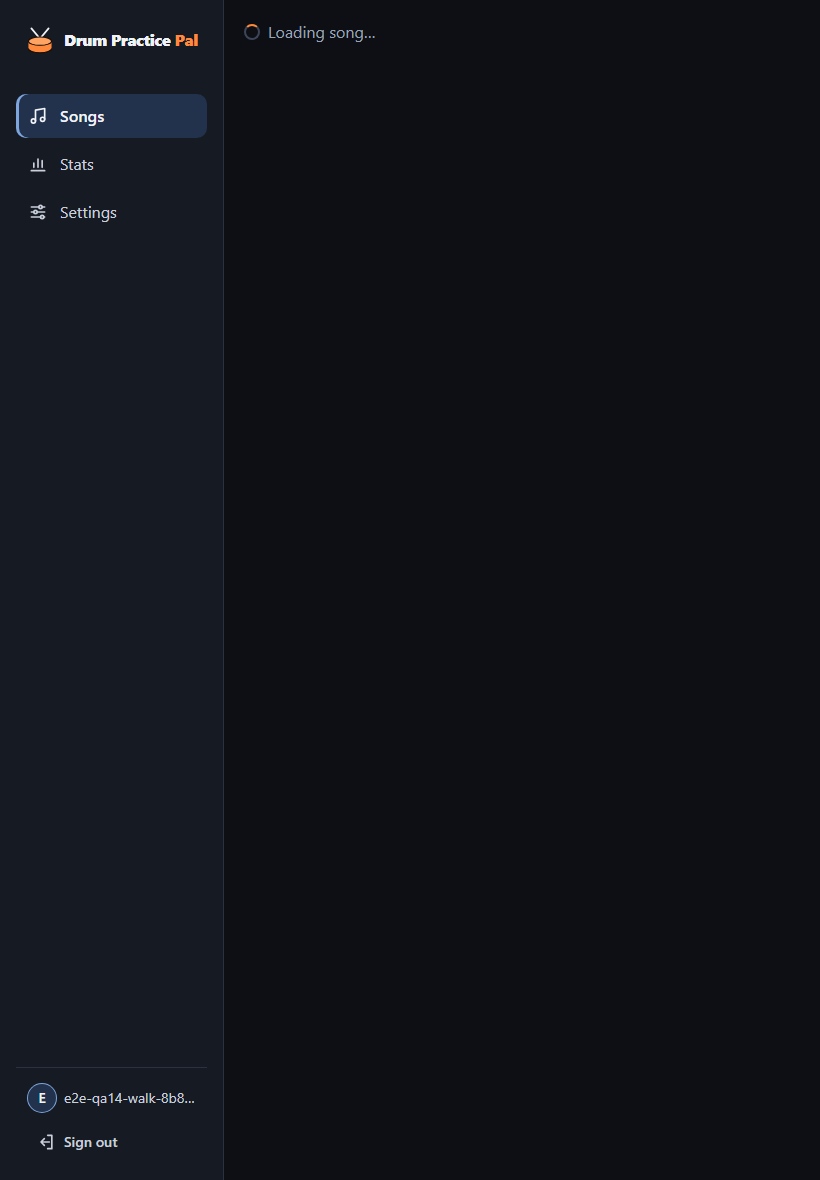 Drum Practice Pal
Loading song...
Songs
Stats
Settings
E
e2e-qa14-walk-8b8...
Sign out